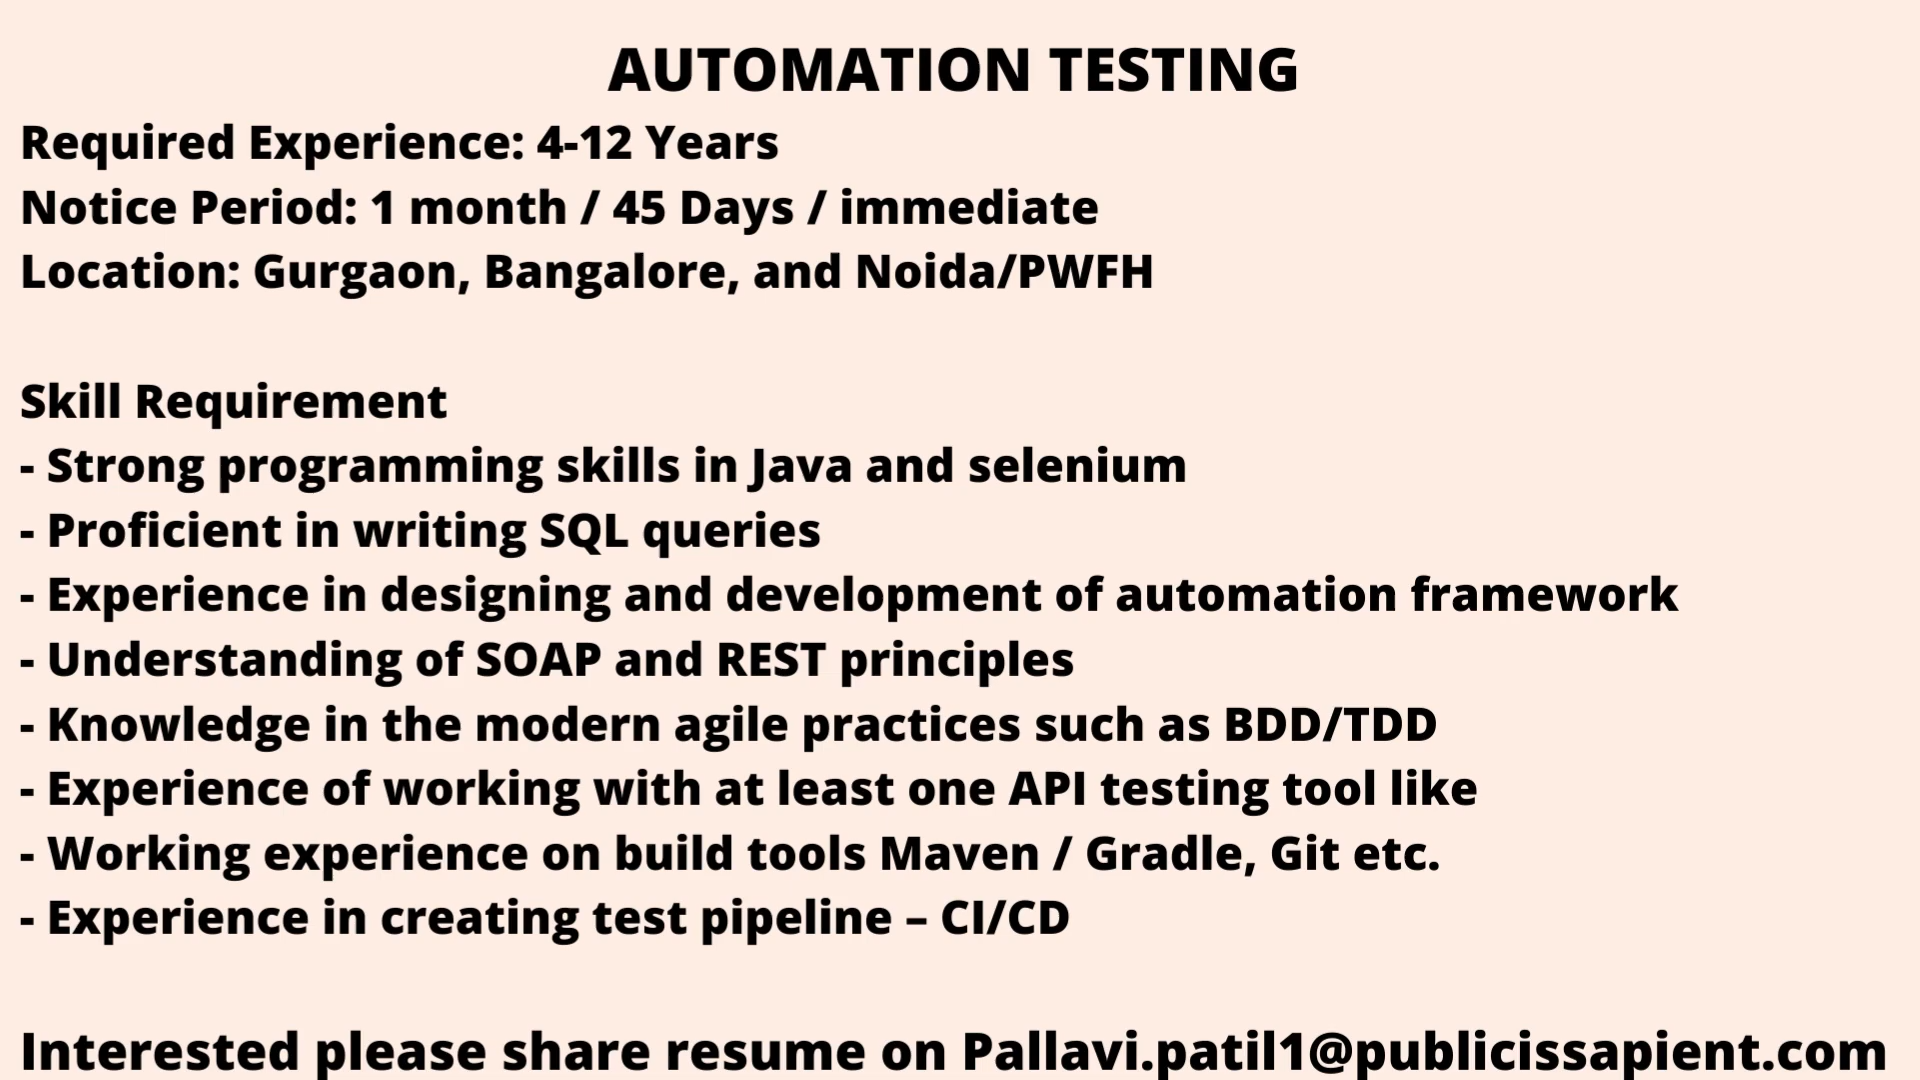 AUTOMATION TESTING
Required Experience: 4-12 Years
Notice Period: 1 month / 45 Days / immediate
Location: Gurgaon, Bangalore, and Noida/PWFH
Skill Requirement
- Strong programming skills in Java and selenium
- Proficient in writing SQL queries
- Experience in designing and development of automation framework
- Understanding of SOAP and REST principles
- Knowledge in the modern agile practices such as BDD/TDD
- Experience of working with at least one API testing tool like
- Working experience on build tools Maven / Gradle, Git etc.
- Experience in creating test pipeline – CI/CD
Interested please share resume on Pallavi.patil1@publicissapient.com